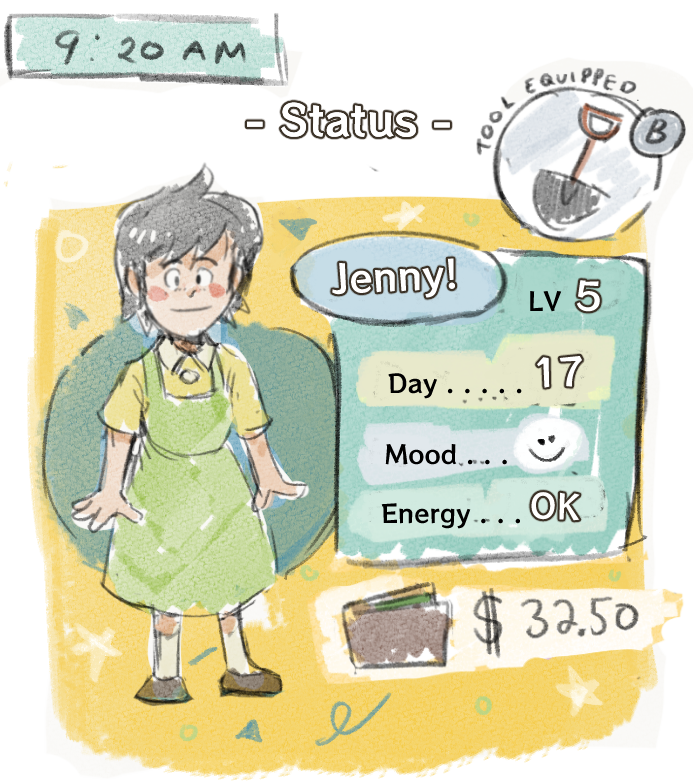 9:20 AM
- Status -
TOOL EQUIPPED
B
Jenny!
LV 5
Day ..... 17
Mood ....
Energy .... OK
$ 32.50